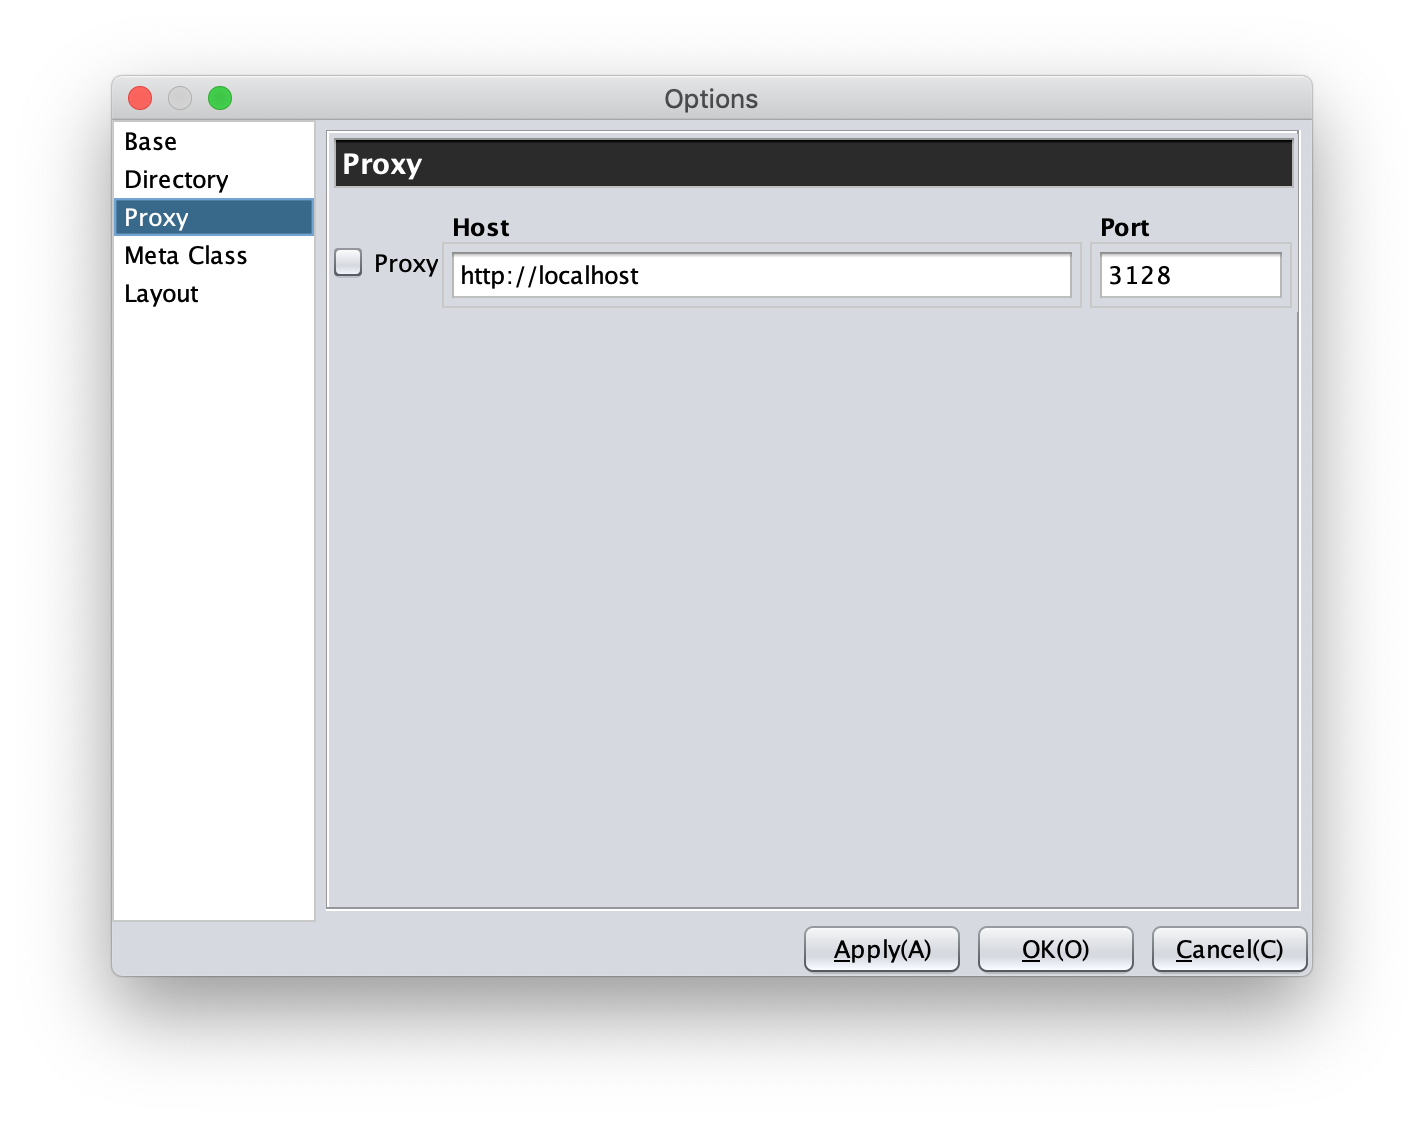 Options
Base
Directory
Proxy
Meta Class
Layout
Proxy
Host
Port
Proxy
http://localhost
3128
Apply(A)
OK(O)
Cancel(C)